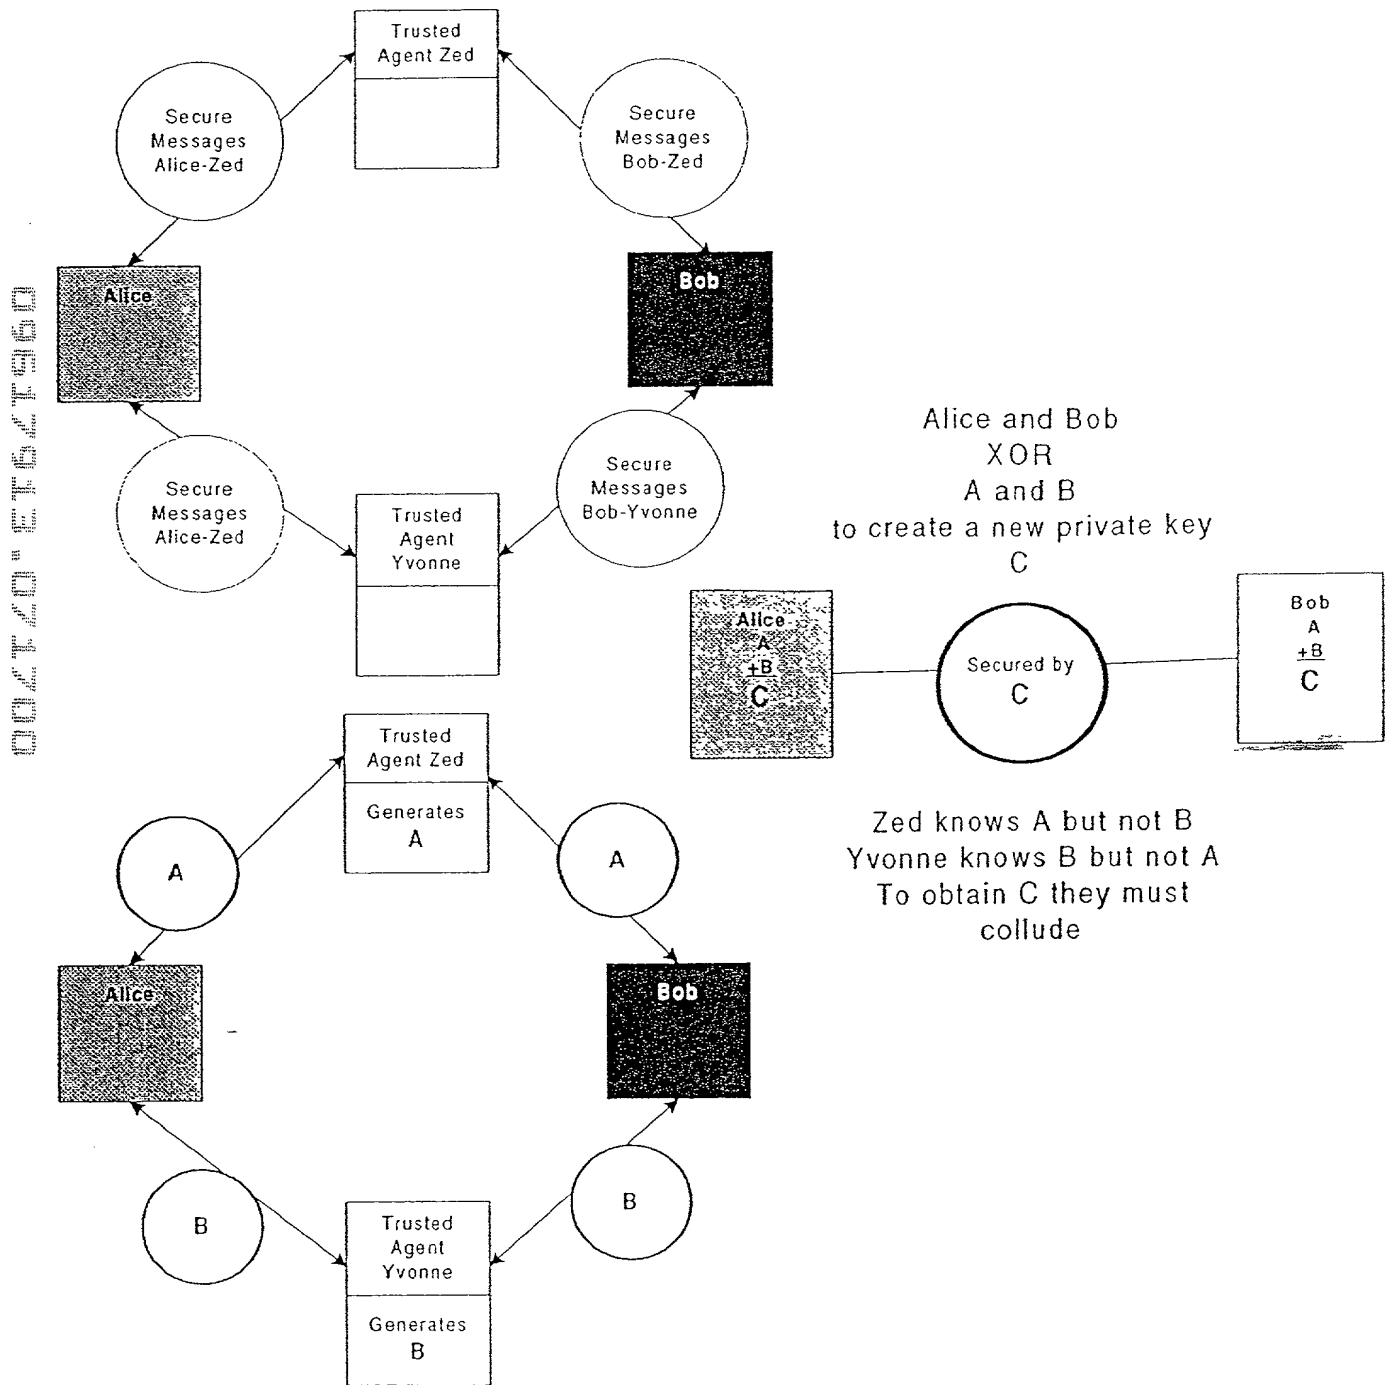 Trusted
Agent Zed
Secure
Messages
Alice-Zed
Secure
Messages
Bob-Zed
Alice
Bob
Secure
Messages
Alice-Zed
Trusted
Agent
Yvonne
Secure
Messages
Bob-Yvonne
Alice and Bob
XOR
A and B
to create a new private key
C
Alice
A
+B
C
Secured by
C
Bob
A
+B
C
Zed knows A but not B
Yvonne knows B but not A
To obtain C they must
collude
Trusted
Agent Zed
Generates
A
A
A
Alice
Bob
B
B
Trusted
Agent
Yvonne
Generates
B
09617913.071700